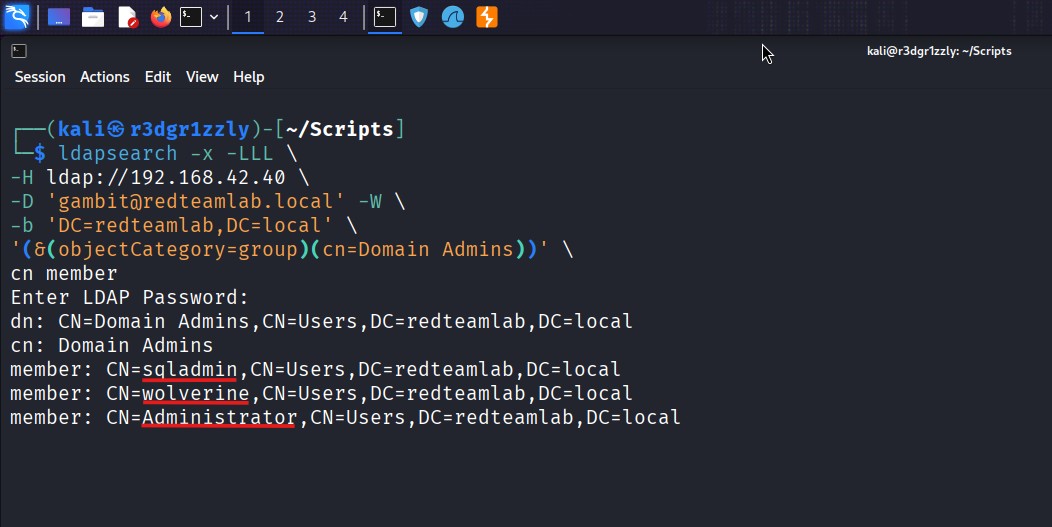 1 2 3 4
kali@r3dgr1zzly: ~/Scripts
Session Actions Edit View Help
┌──(kali㉿r3dgr1zzly)-[~/Scripts]
└─$ ldapsearch -x -LLL \
-H ldap://192.168.42.40 \
-D 'gambit@redteamlab.local' -W \
-b 'DC=redteamlab,DC=local' \
'(&(objectCategory=group)(cn=Domain Admins))' \
cn member
Enter LDAP Password:
dn: CN=Domain Admins,CN=Users,DC=redteamlab,DC=local
cn: Domain Admins
member: CN=sqladmin,CN=Users,DC=redteamlab,DC=local
member: CN=wolverine,CN=Users,DC=redteamlab,DC=local
member: CN=Administrator,CN=Users,DC=redteamlab,DC=local